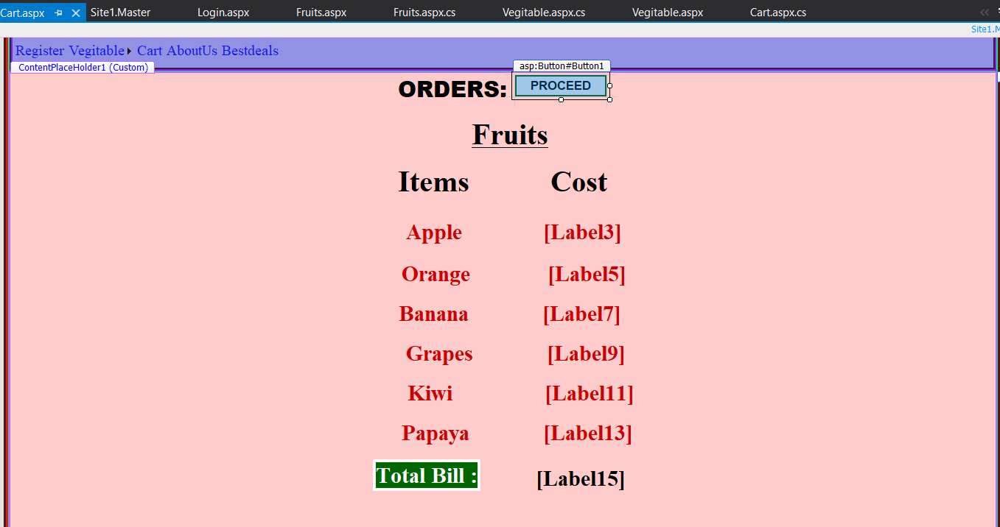 Cart.aspx Site1.Master Login.aspx Fruits.aspx Fruits.aspx.cs Vegitable.aspx.cs Vegitable.aspx Cart.aspx.cs
Site1.M
Register Vegitable Cart AboutUs Bestdeals
ContentPlaceHolder1 (Custom)
asp:Button#Button1
ORDERS: PROCEED
Fruits
Items Cost
Apple [Label3]
Orange [Label5]
Banana [Label7]
Grapes [Label9]
Kiwi [Label11]
Papaya [Label13]
Total Bill : [Label15]